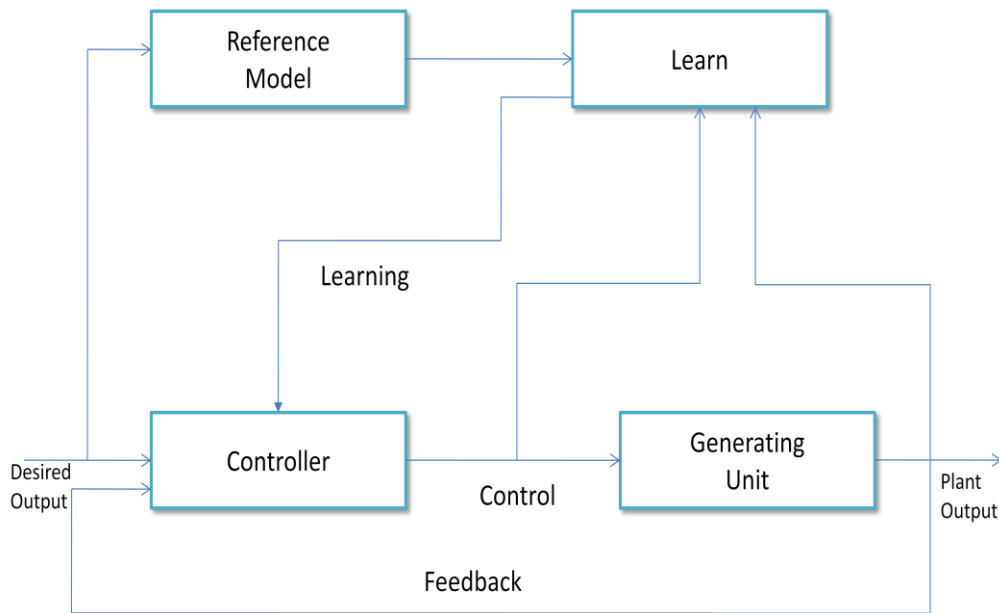 Reference
Model
Learn
Learning
Controller
Generating
Unit
Desired
Output
Control
Plant
Output
Feedback